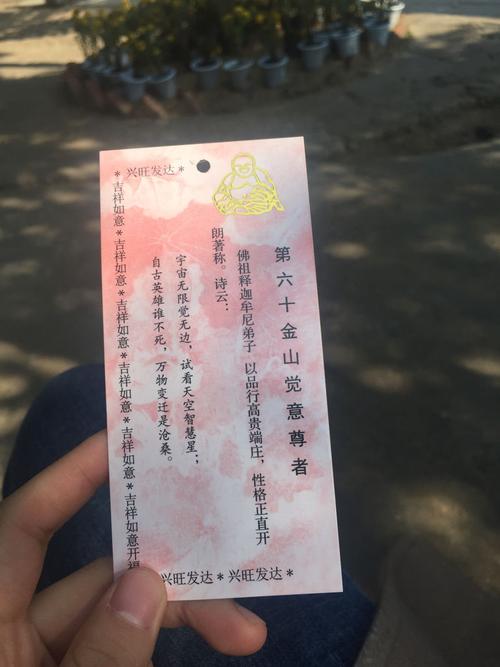 *兴旺发达*
第六十金山觉意尊者
佛祖释迦牟尼弟子 以品行高贵端庄，性格正直开
朗著称。诗云：：
宇宙无限觉无边，试看天空智慧星；；
自古英雄谁不死，万物变迁是沧桑。
吉祥如意*吉祥如意*吉祥如意*吉祥如意*吉祥如意开福
兴旺发达*兴旺发达*